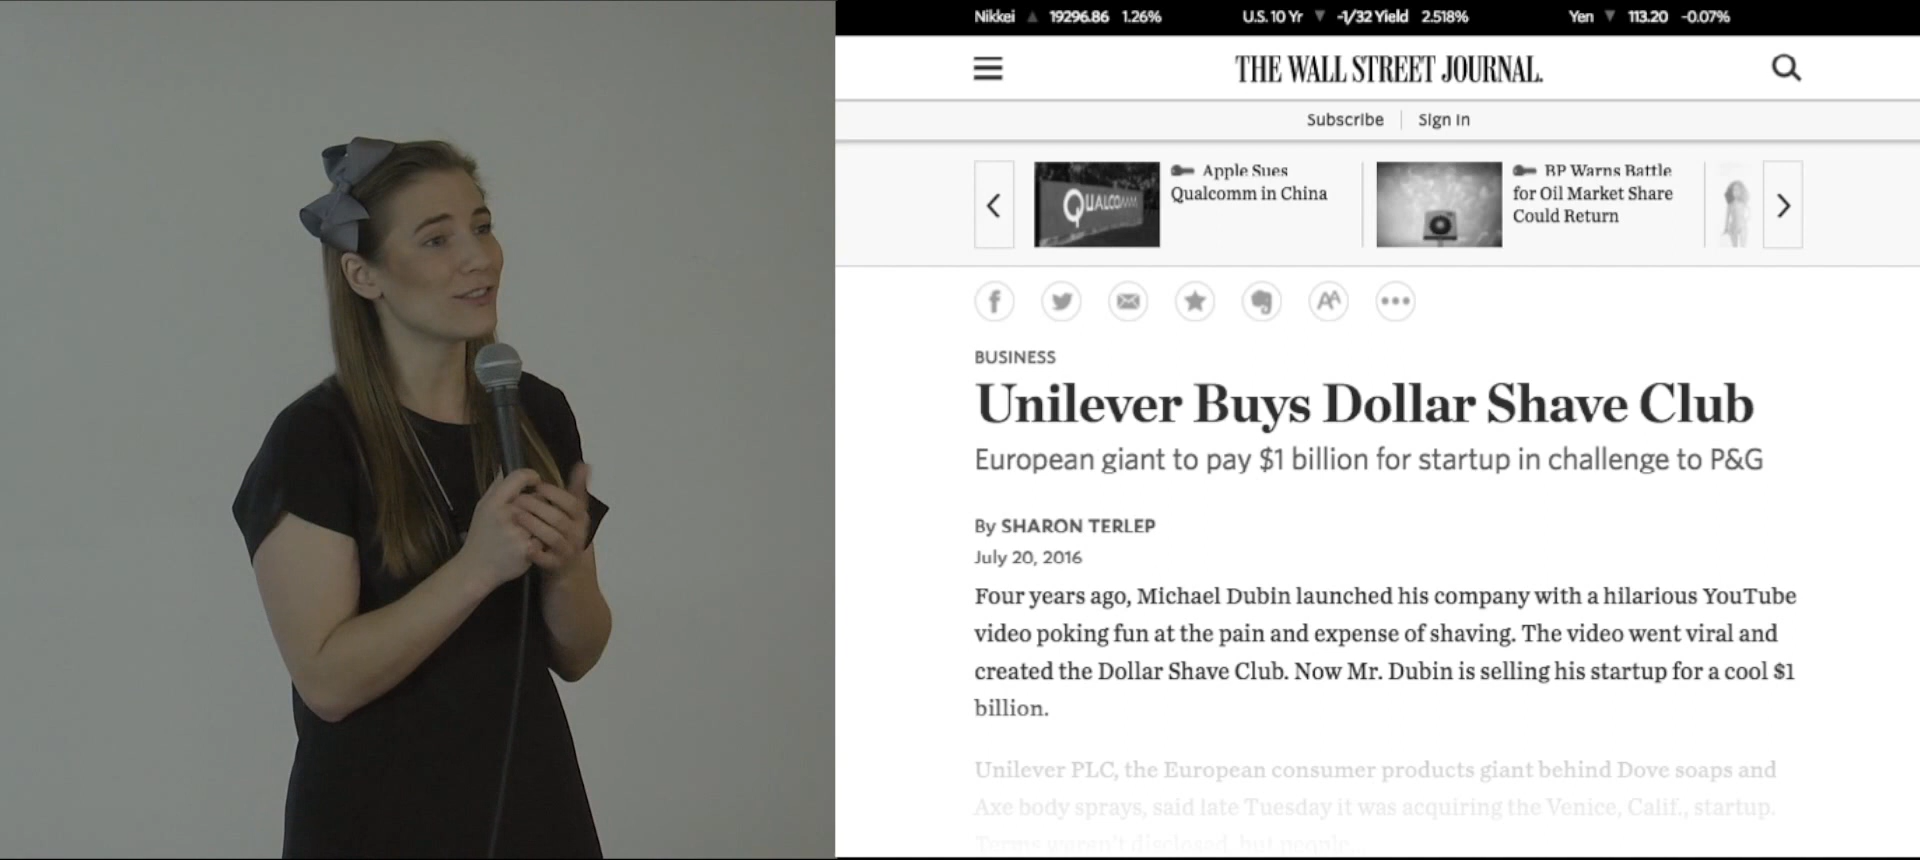 Nikkei ▲ 19296.86 1.26% U.S. 10 Yr ▼ -1/32 Yield 2.518% Yen ▼ 113.20 -0.07%
THE WALL STREET JOURNAL.
Subscribe Sign In
QUALCOMM
Apple Sues
Qualcomm in China
BP Warns Battle
for Oil Market Share
Could Return
BUSINESS
Unilever Buys Dollar Shave Club
European giant to pay $1 billion for startup in challenge to P&G
By SHARON TERLEP
July 20, 2016
Four years ago, Michael Dubin launched his company with a hilarious YouTube
video poking fun at the pain and expense of shaving. The video went viral and
created the Dollar Shave Club. Now Mr. Dubin is selling his startup for a cool $1
billion.
Unilever PLC, the European consumer products giant behind Dove soaps and
Axe body sprays, said late Tuesday it was acquiring the Venice, Calif., startup.
Terms weren't disclosed, but people...